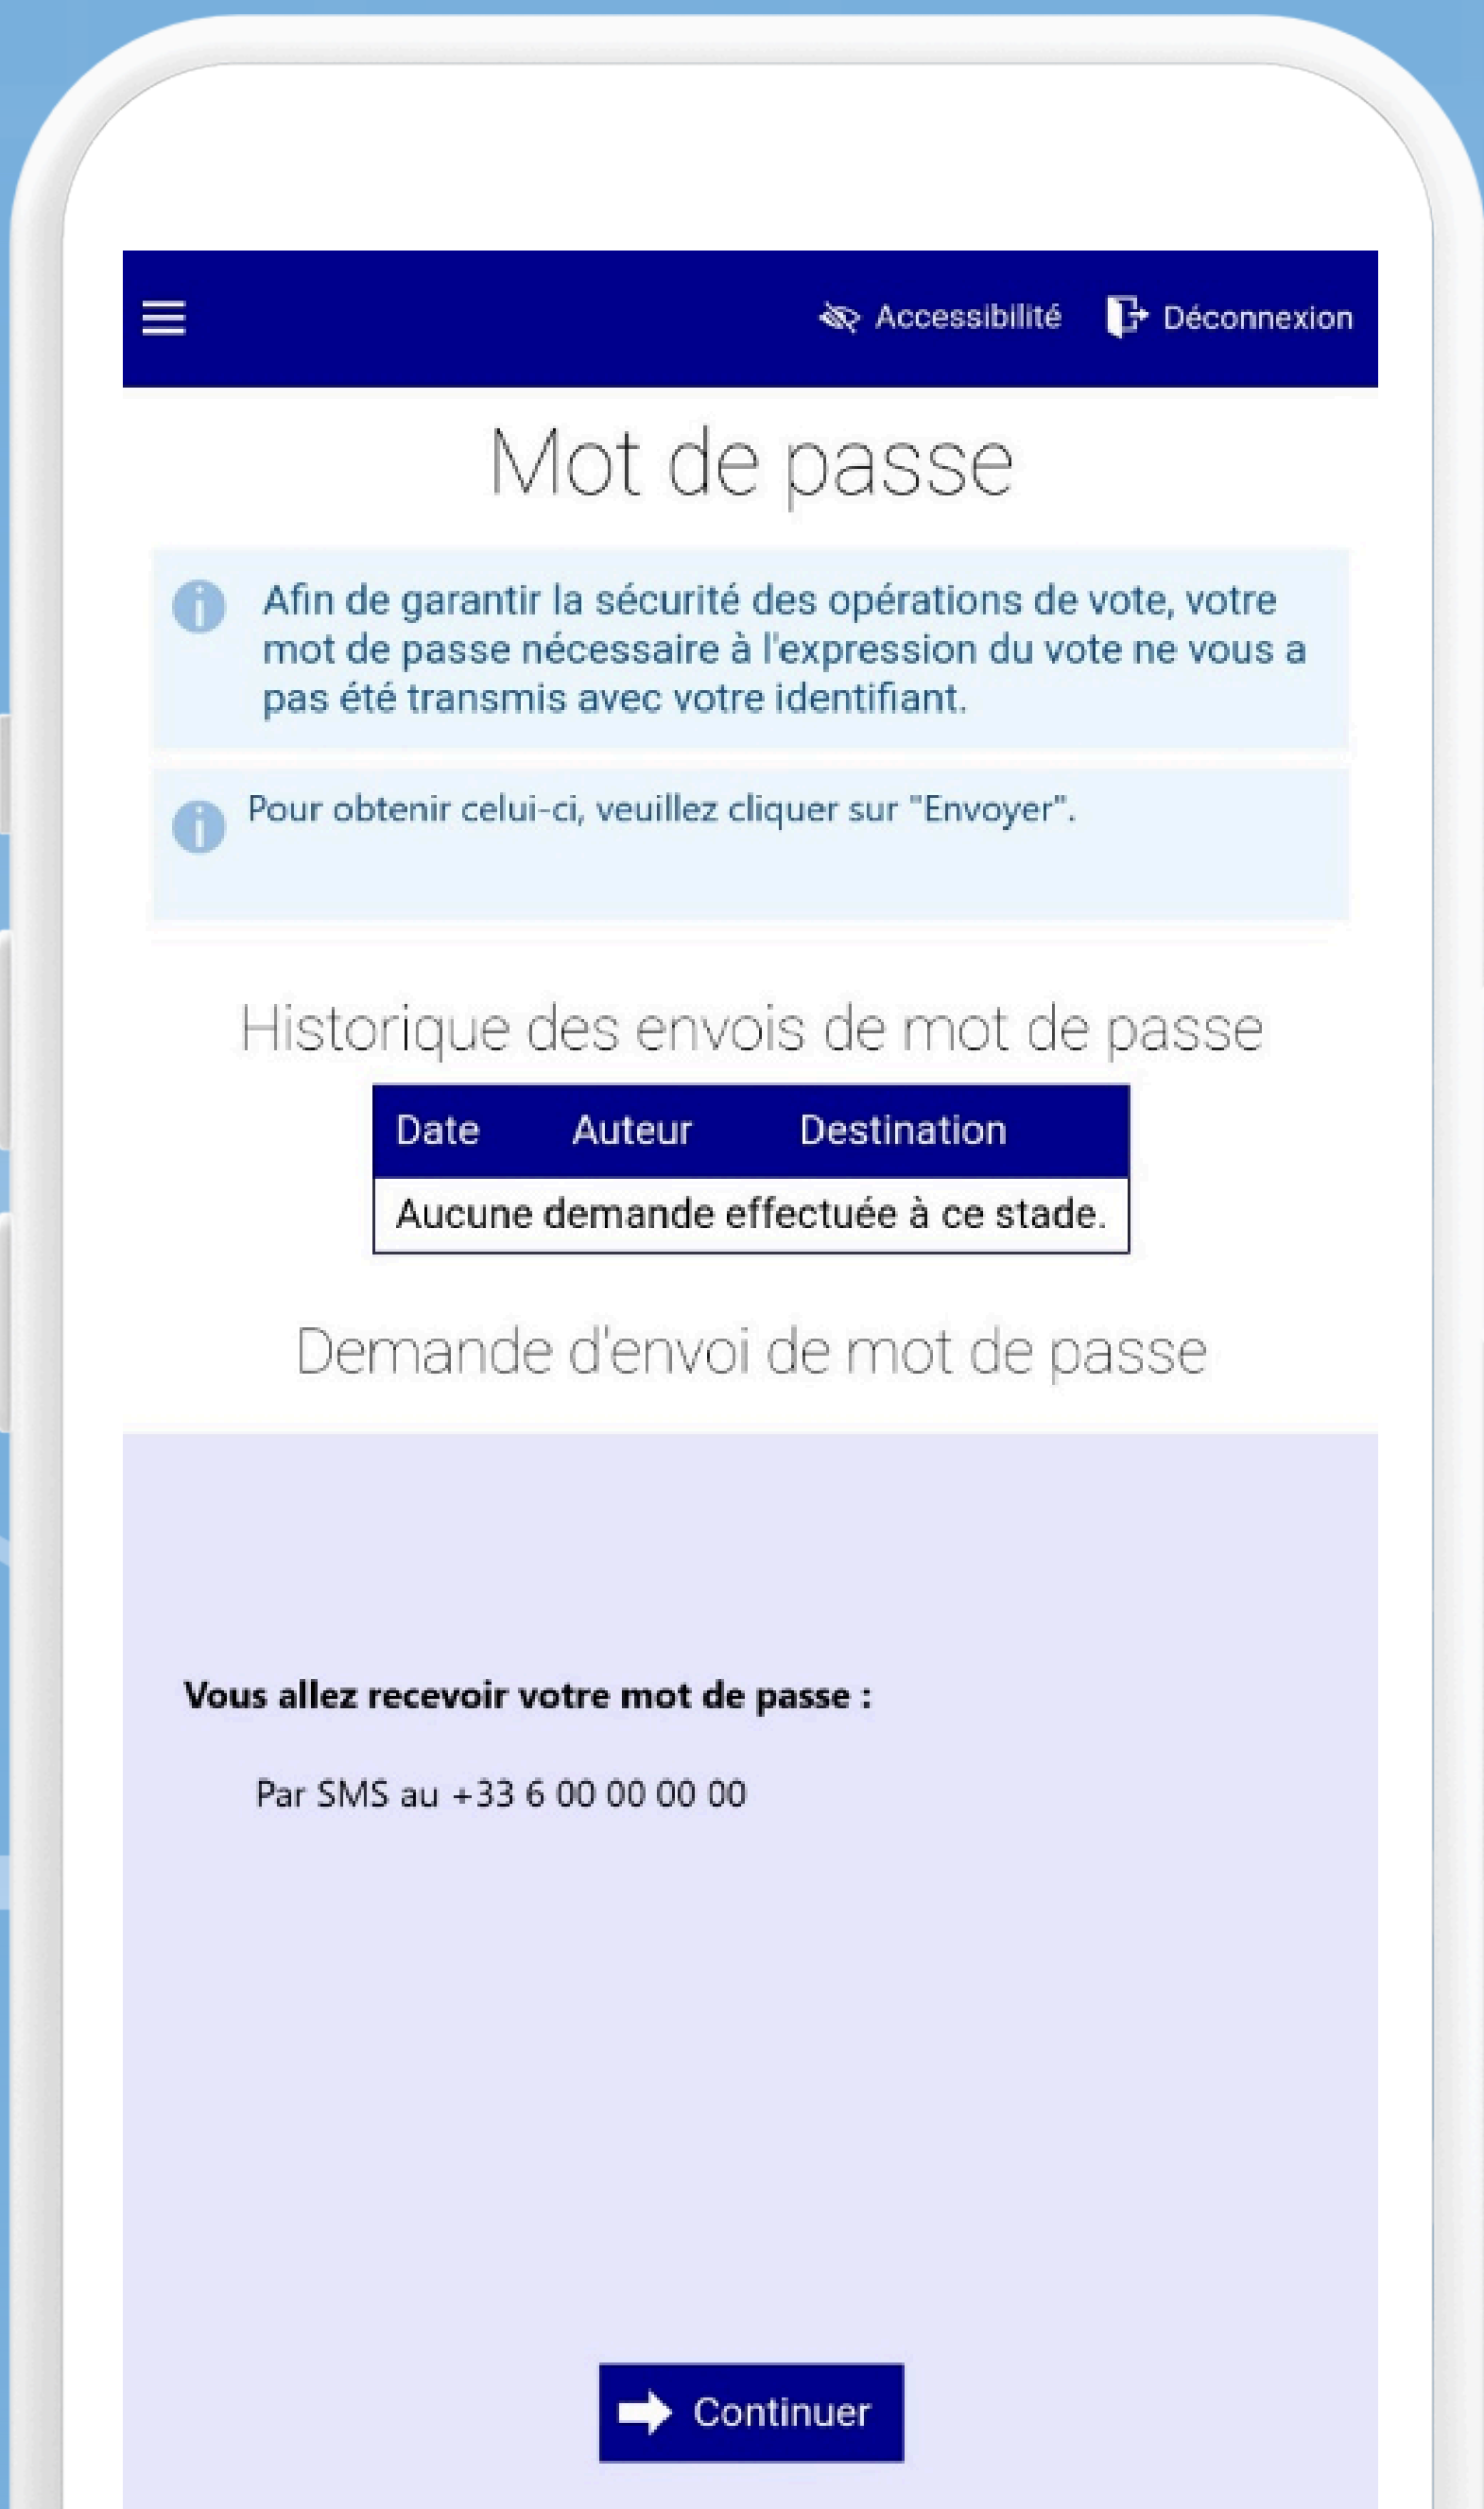 Accessibilité Déconnexion
Mot de passe
Afin de garantir la sécurité des opérations de vote, votre
mot de passe nécessaire à l'expression du vote ne vous a
pas été transmis avec votre identifiant.
Pour obtenir celui-ci, veuillez cliquer sur "Envoyer".
Historique des envois de mot de passe
Date Auteur Destination
Aucune demande effectuée à ce stade.
Demande d'envoi de mot de passe
Vous allez recevoir votre mot de passe :
Par SMS au +33 6 00 00 00 00
Continuer